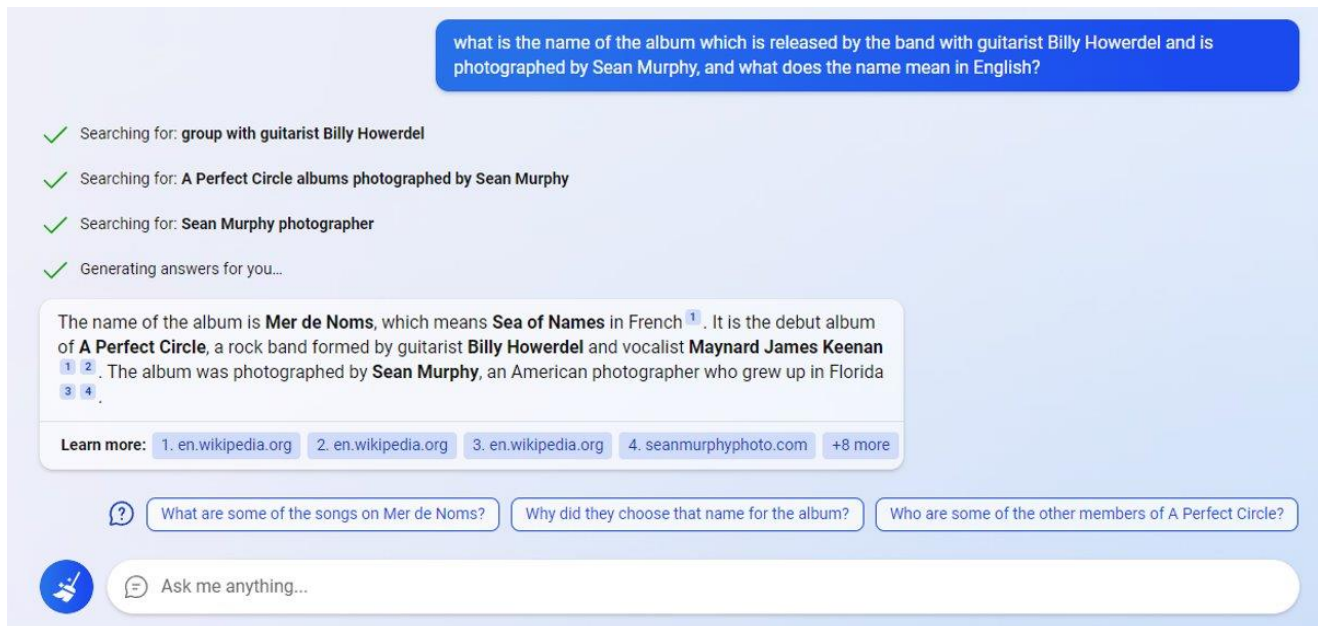 what is the name of the album which is released by the band with guitarist Billy Howerdel and is
photographed by Sean Murphy, and what does the name mean in English?
Searching for: group with guitarist Billy Howerdel
Searching for: A Perfect Circle albums photographed by Sean Murphy
Searching for: Sean Murphy photographer
Generating answers for you...
The name of the album is Mer de Noms, which means Sea of Names in French 1. It is the debut album
of A Perfect Circle, a rock band formed by guitarist Billy Howerdel and vocalist Maynard James Keenan
1 2. The album was photographed by Sean Murphy, an American photographer who grew up in Florida
3 4.
Learn more: 1. en.wikipedia.org 2. en.wikipedia.org 3. en.wikipedia.org 4. seanmurphyphoto.com +8 more
What are some of the songs on Mer de Noms? Why did they choose that name for the album? Who are some of the other members of A Perfect Circle?
Ask me anything...